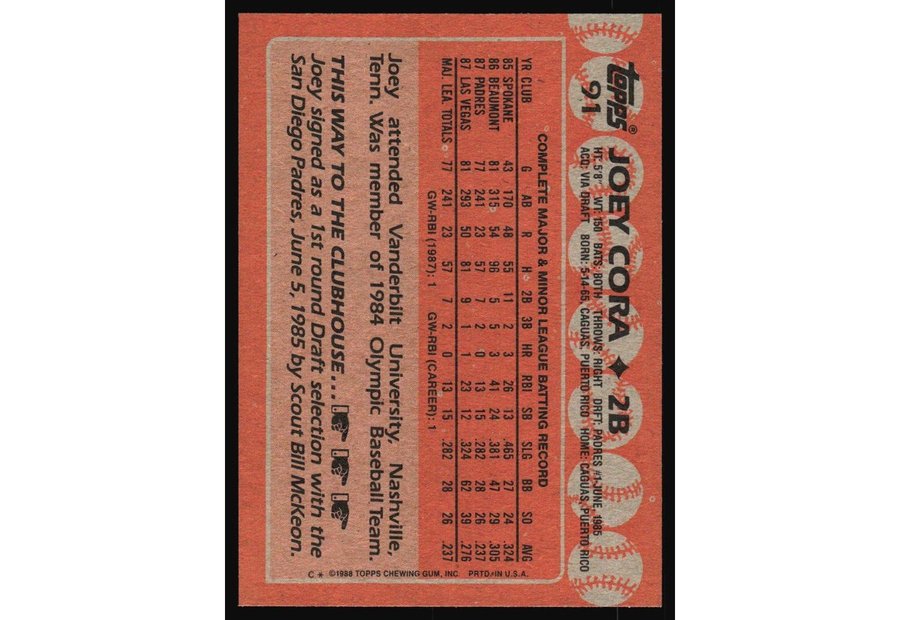 topps®
91
JOEY CORA ✦ 2B
HT: 5'8" WT: 150 BATS: BOTH THROWS: RIGHT DRFT: PADRES #1-JUNE, 1985
ACQ: VIA DRAFT BORN: 5-14-65, CAGUAS, PUERTO RICO HOME: CAGUAS, PUERTO RICO
COMPLETE MAJOR & MINOR LEAGUE BATTING RECORD
YR CLUB G AB R H 2B 3B HR RBI SB SLG BB SO AVG
85 SPOKANE 43 170 48 55 11 2 3 26 13 .465 27 24 .324
86 BEAUMONT 81 315 54 96 5 5 3 41 24 .381 47 29 .305
87 PADRES 77 241 23 57 7 2 0 13 15 .282 28 26 .237
87 LAS VEGAS 81 293 50 81 9 1 1 23 12 .324 62 39 .276
MAJ. LEA. TOTALS 77 241 23 57 7 2 0 13 15 .282 28 26 .237
GW-RBI (1987): 1 GW-RBI (CAREER): 1
Joey attended Vanderbilt University, Nashville,
Tenn. Was member of 1984 Olympic Baseball Team.
THIS WAY TO THE CLUBHOUSE...
Joey signed as a 1st round Draft selection with the
San Diego Padres, June 5, 1985 by Scout Bill McKeon.
C * ©1988 TOPPS CHEWING GUM, INC. PRTD. IN U.S.A.